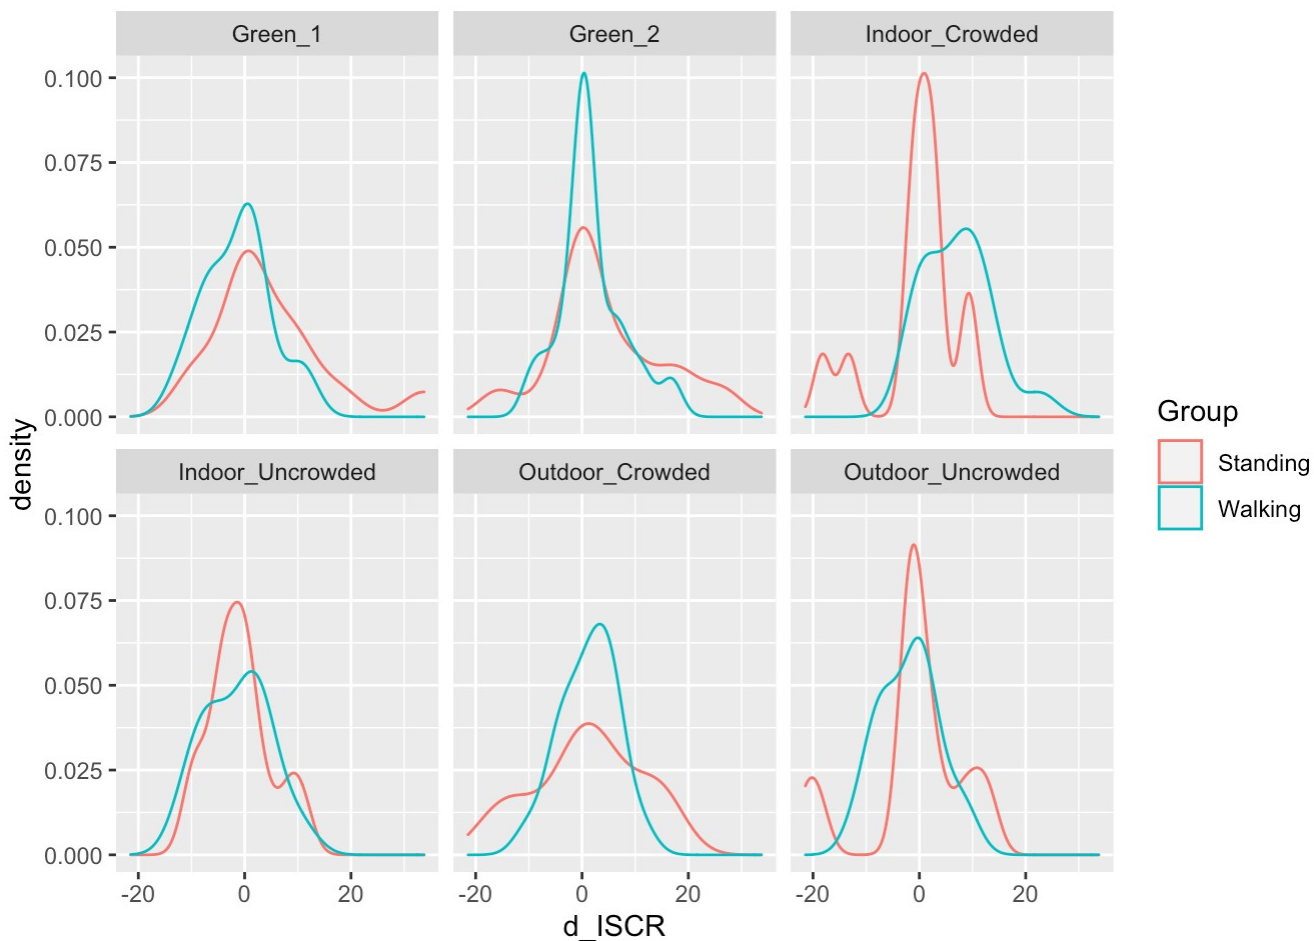 Green_1
Green_2
Indoor_Crowded
0.100
0.075
0.050
0.025
0.000
Indoor_Uncrowded
Outdoor_Crowded
Outdoor_Uncrowded
0.100
0.075
0.050
0.025
0.000
-20 0 20
-20 0 20
-20 0 20
d_ISCR
density
Group
Standing
Walking